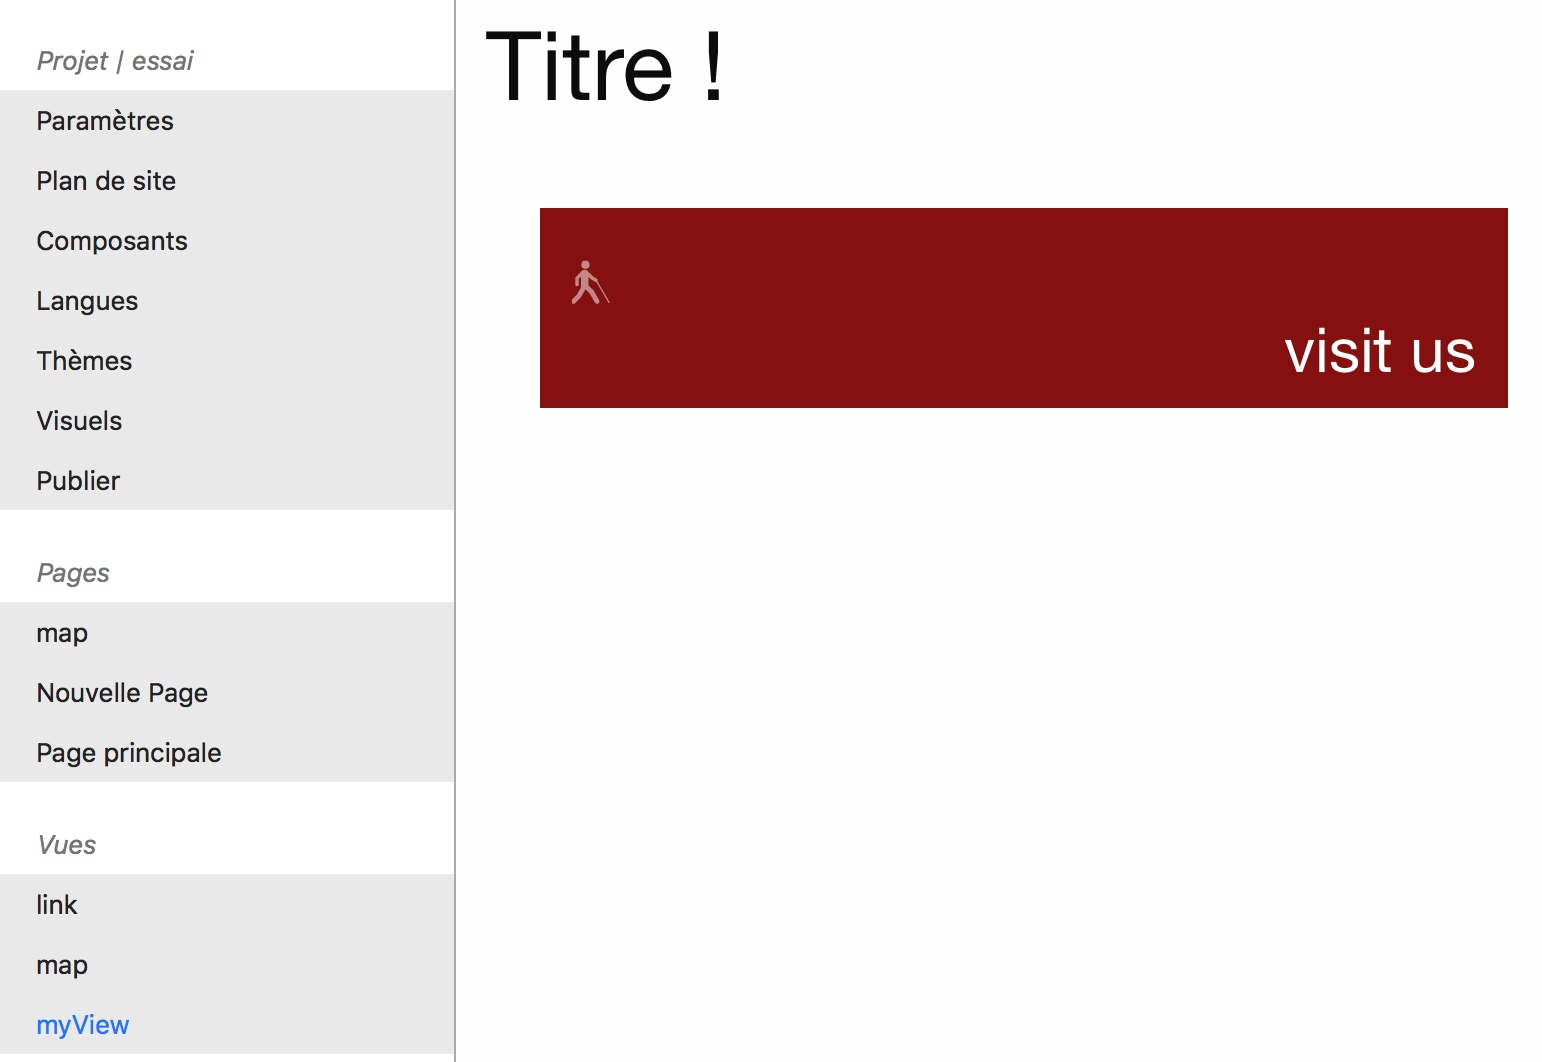 Projet | essai
Paramètres
Plan de site
Composants
Langues
Thèmes
Visuels
Publier
Pages
map
Nouvelle Page
Page principale
Vues
link
map
myView
Titre !
visit us